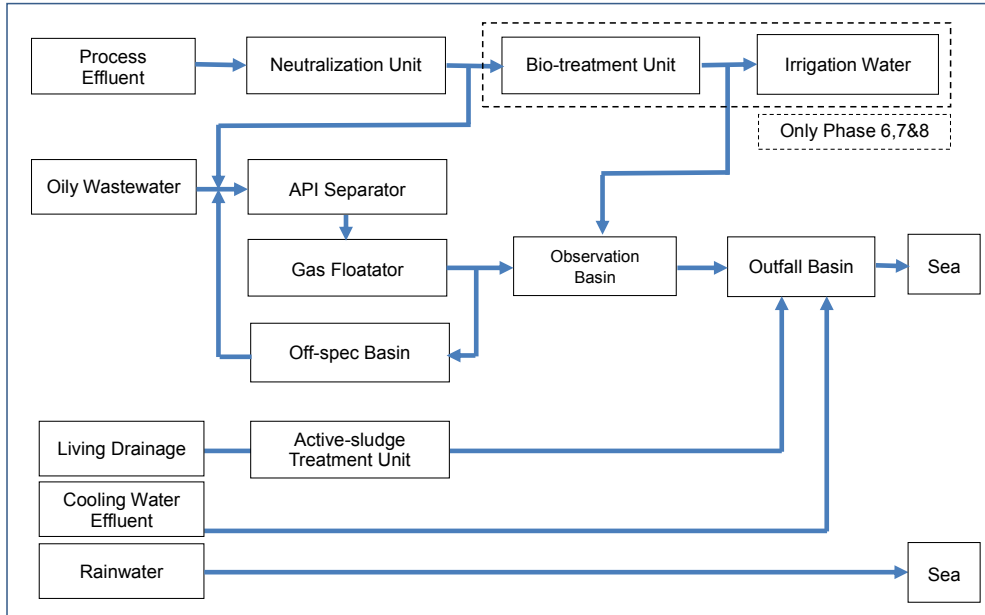 Process
Effluent
Neutralization Unit
Bio-treatment Unit
Irrigation Water
Only Phase 6,7&8
Oily Wastewater
API Separator
Gas Floatator
Observation
Basin
Outfall Basin
Sea
Off-spec Basin
Living Drainage
Active-sludge
Treatment Unit
Cooling Water
Effluent
Rainwater
Sea